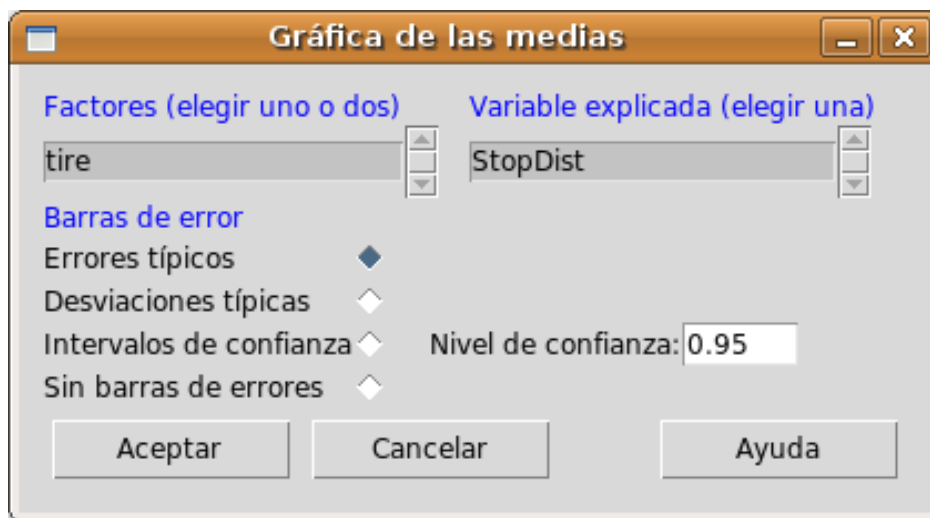 Gráfica de las medias
Factores (elegir uno o dos)
Variable explicada (elegir una)
tire
StopDist
Barras de error
Errores típicos
Desviaciones típicas
Intervalos de confianza
Nivel de confianza: 0.95
Sin barras de errores
Aceptar
Cancelar
Ayuda